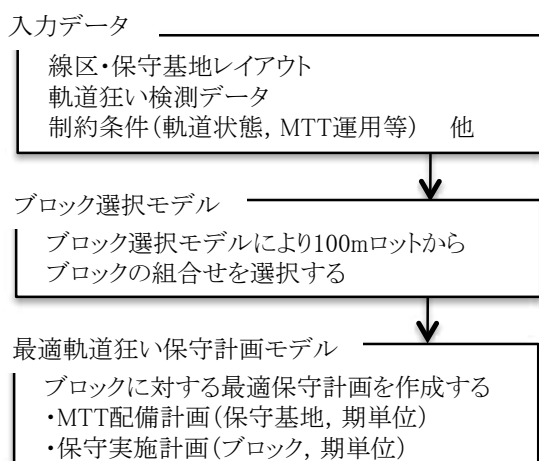 入力データ
線区・保守基地レイアウト
軌道狂い検測データ
制約条件(軌道状態, MTT運用等) 他
ブロック選択モデル
ブロック選択モデルにより100mロットから
ブロックの組合せを選択する
最適軌道狂い保守計画モデル
ブロックに対する最適保守計画を作成する
・MTT配備計画(保守基地, 期単位)
・保守実施計画(ブロック, 期単位)